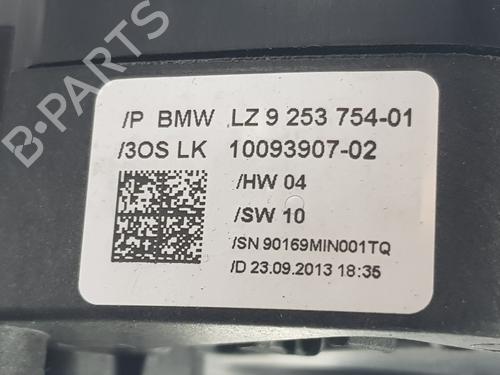 /P BMW LZ 9 253 754-01
/3OS LK 10093907-02
/HW 04
/SW 10
/SN 90169MIN001TQ
/D 23.09.2013 18:35